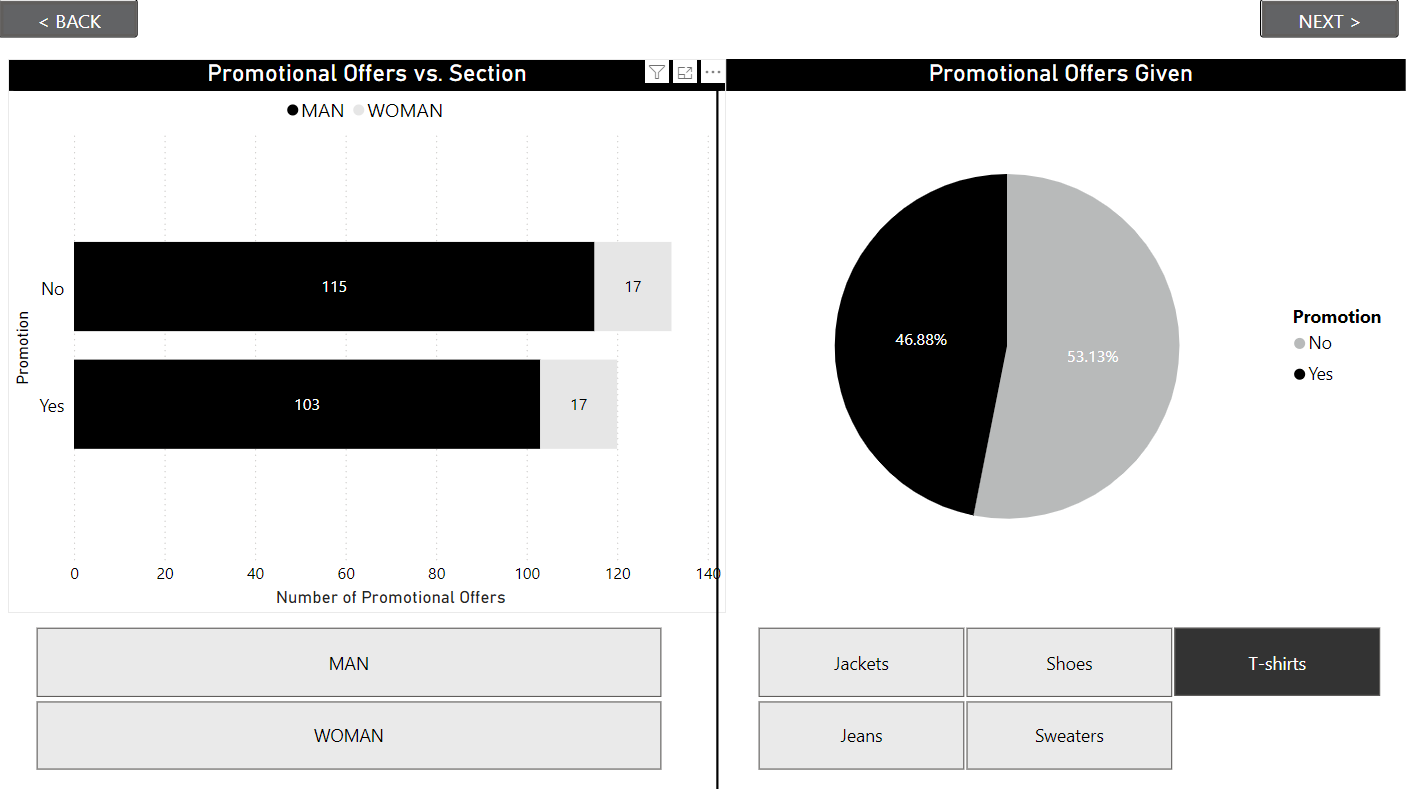 < BACK
NEXT >
Promotional Offers vs. Section
MAN WOMAN
Promotion
No
115 17
Yes
103 17
0 20 40 60 80 100 120 140
Number of Promotional Offers
MAN
WOMAN
Promotional Offers Given
46.88%
53.13%
Promotion
No
Yes
Jackets Shoes T-shirts
Jeans Sweaters